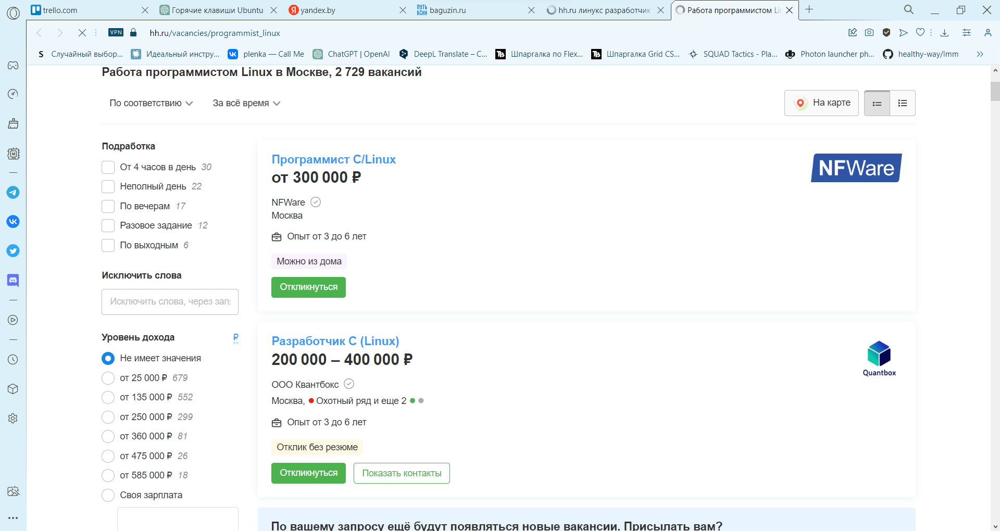 trello.com
Горячие клавиши Ubuntu
yandex.by
baguzin.ru
hh.ru линукс разработчик
Работа программистом Li
VPN
hh.ru/vacancies/programmist_linux
Случайный выбор...
Идеальный инстру...
plenka — Call Me
ChatGPT | OpenAI
DeepL Translate – C...
Шпаргалка по Flex...
Шпаргалка Grid CS...
SQUAD Tactics - Pla...
Photon launcher ph...
healthy-way/lmm
Работа программистом Linux в Москве, 2 729 вакансий
По соответствию
За всё время
На карте
Подработка
От 4 часов в день 30
Неполный день 22
По вечерам 17
Разовое задание 12
По выходным 6
Исключить слова
Исключить слова, через зап
Уровень дохода ₽
Не имеет значения
от 25 000 ₽ 679
от 135 000 ₽ 552
от 250 000 ₽ 299
от 360 000 ₽ 81
от 475 000 ₽ 26
от 585 000 ₽ 18
Своя зарплата
Программист C/Linux
от 300 000 ₽
NFWare
NFWare
Москва
Опыт от 3 до 6 лет
Можно из дома
Откликнуться
Разработчик C (Linux)
200 000 – 400 000 ₽
Quantbox
ООО Квантбокс
Москва, Охотный ряд и еще 2
Опыт от 3 до 6 лет
Отклик без резюме
Откликнуться
Показать контакты
По вашему запросу ещё будут появляться новые вакансии. Присылать вам?